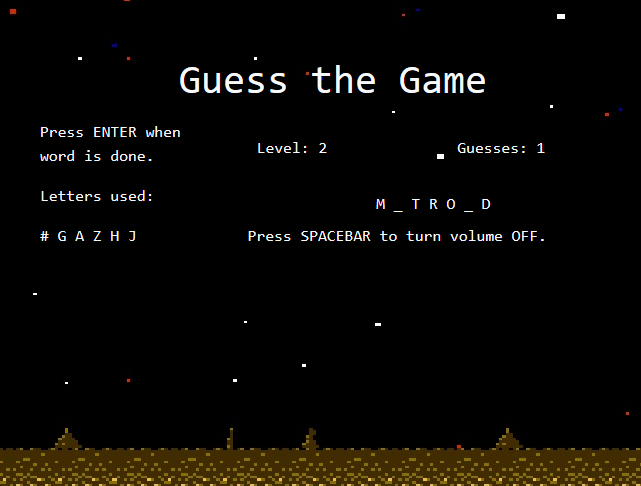 Guess the Game
Press ENTER when
word is done.
Level: 2
Guesses: 1
Letters used:
M _ T R O _ D
# G A Z H J
Press SPACEBAR to turn volume OFF.